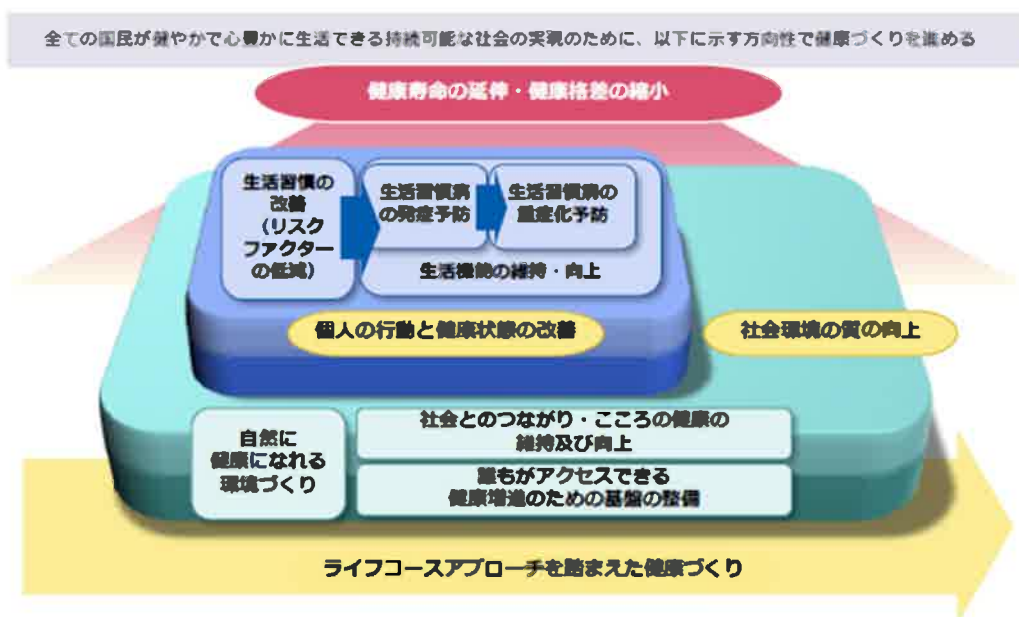 全ての国民が健やかで心豊かに生活できる持続可能な社会の実現のために、以下に示す方向性で健康づくりを進める
健康寿命の延伸・健康格差の縮小
生活習慣の
改善
(リスク
ファクター
の低減)
生活習慣病
の発症予防
生活習慣病の
重症化予防
生活機能の維持・向上
個人の行動と健康状態の改善
社会環境の質の向上
自然に
健康になれる
環境づくり
社会とのつながり・こころの健康の
維持及び向上
誰もがアクセスできる
健康増進のための基盤の整備
ライフコースアプローチを踏まえた健康づくり